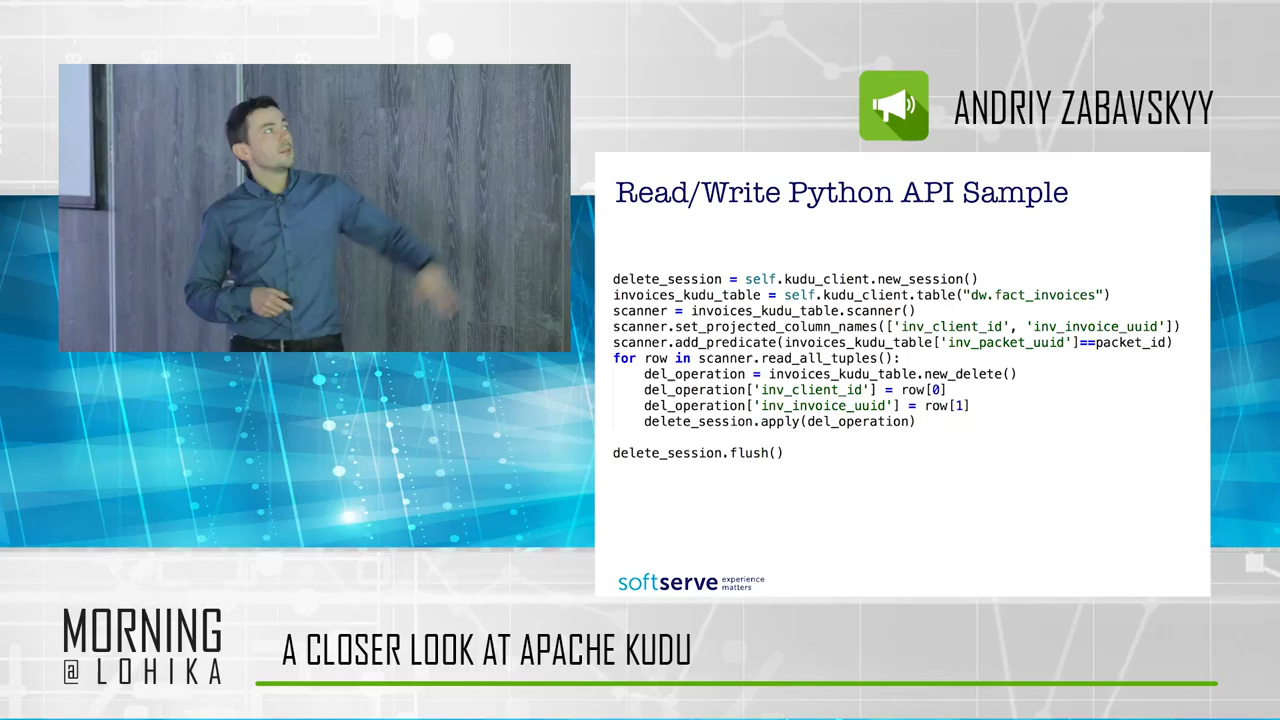 ANDRIY ZABAVSKYY
Read/Write Python API Sample
delete_session = self.kudu_client.new_session()
invoices_kudu_table = self.kudu_client.table("dw.fact_invoices")
scanner = invoices_kudu_table.scanner()
scanner.set_projected_column_names(['inv_client_id', 'inv_invoice_uuid'])
scanner.add_predicate(invoices_kudu_table['inv_packet_uuid']==packet_id)
for row in scanner.read_all_tuples():
    del_operation = invoices_kudu_table.new_delete()
    del_operation['inv_client_id'] = row[0]
    del_operation['inv_invoice_uuid'] = row[1]
    delete_session.apply(del_operation)
delete_session.flush()
softserve experience
matters
MORNING
@LOHIKA
A CLOSER LOOK AT APACHE KUDU